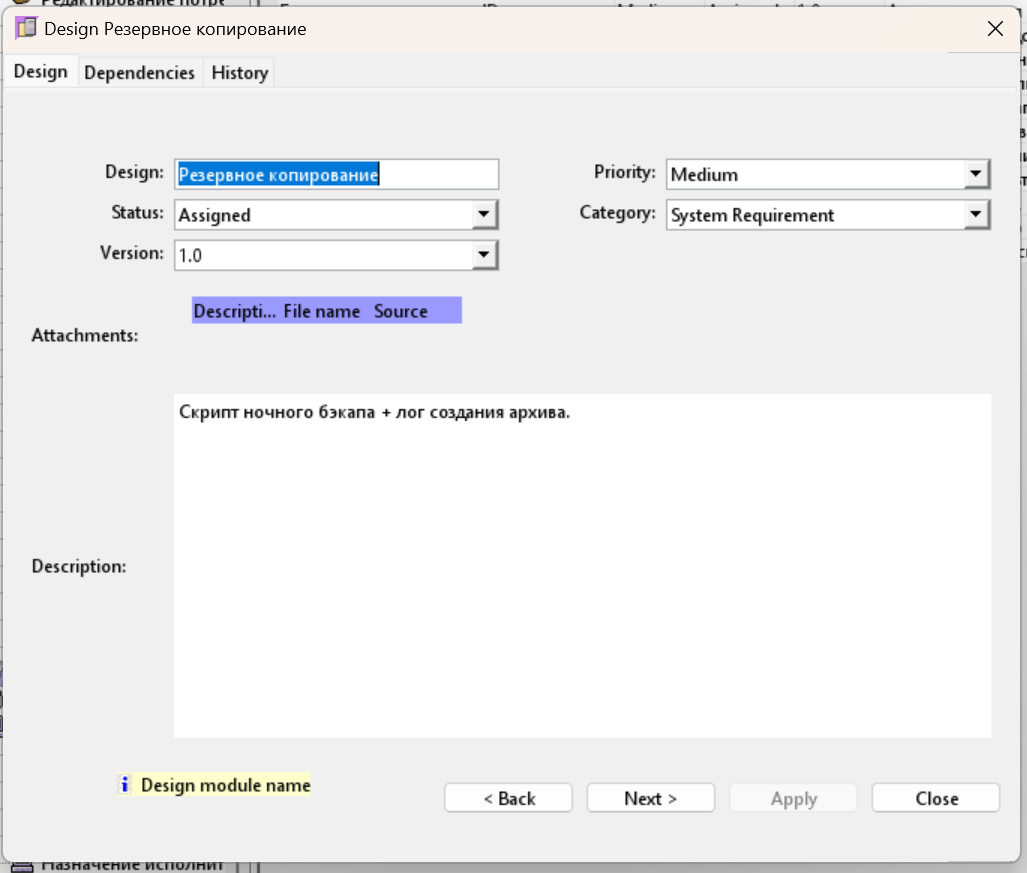 Design Резервное копирование
Design Dependencies History
Design: Резервное копирование Priority: Medium
Status: Assigned Category: System Requirement
Version: 1.0
Descripti... File name Source
Attachments:
Скрипт ночного бэкапа + лог создания архива.
Description:
Design module name
< Back Next > Apply Close
Назначение исполнит